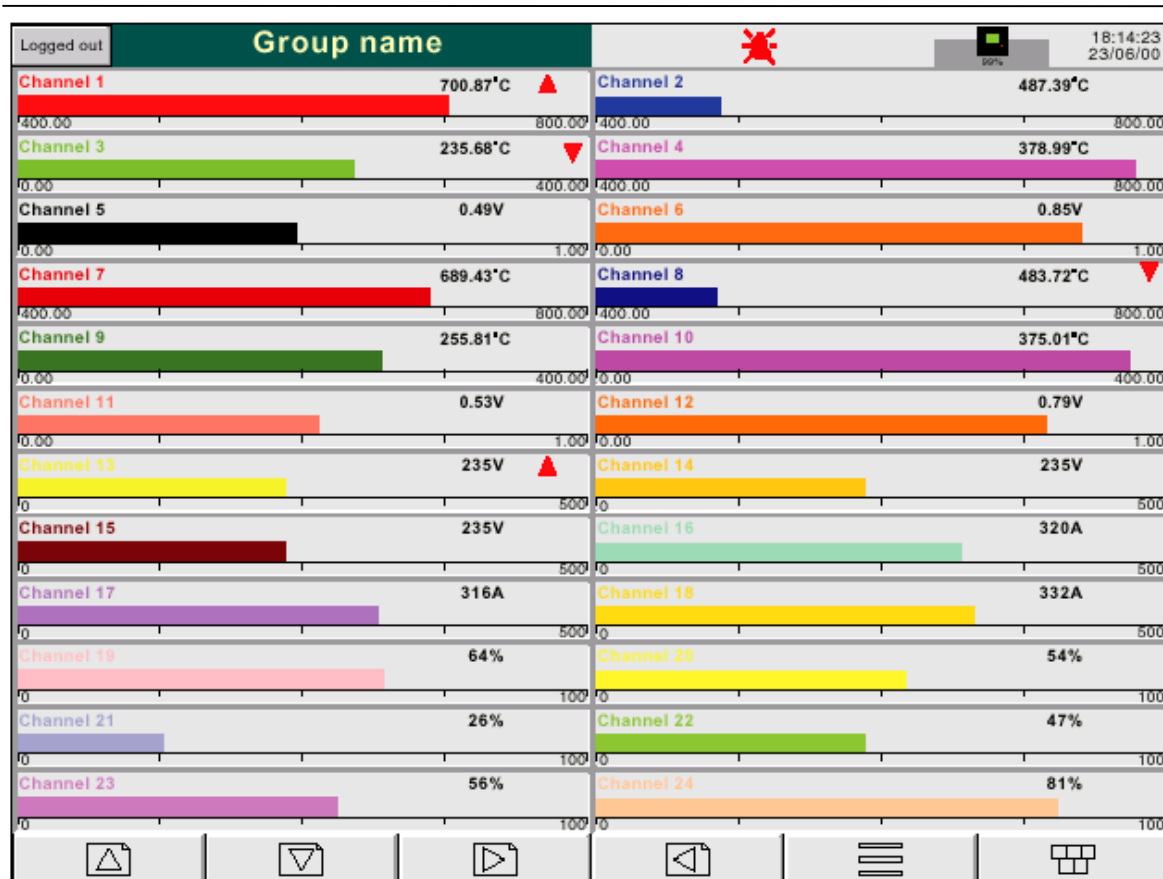 Logged out
Group name
99%
18:14:23
23/06/00
Channel 1 700.87°C
400.00 800.00
Channel 2 487.39°C
400.00 800.00
Channel 3 235.68°C
0.00 400.00
Channel 4 378.99°C
400.00 800.00
Channel 5 0.49V
0.00 1.00
Channel 6 0.85V
0.00 1.00
Channel 7 689.43°C
400.00 800.00
Channel 8 483.72°C
400.00 800.00
Channel 9 255.81°C
0.00 400.00
Channel 10 375.01°C
0.00 400.00
Channel 11 0.53V
0.00 1.00
Channel 12 0.79V
0.00 1.00
Channel 13 235V
0 500
Channel 14 235V
0 500
Channel 15 235V
0 500
Channel 16 320A
0 500
Channel 17 316A
0 500
Channel 18 332A
0 500
Channel 19 64%
0 100
Channel 20 54%
0 100
Channel 21 26%
0 100
Channel 22 47%
0 100
Channel 23 56%
0 100
Channel 24 81%
0 100